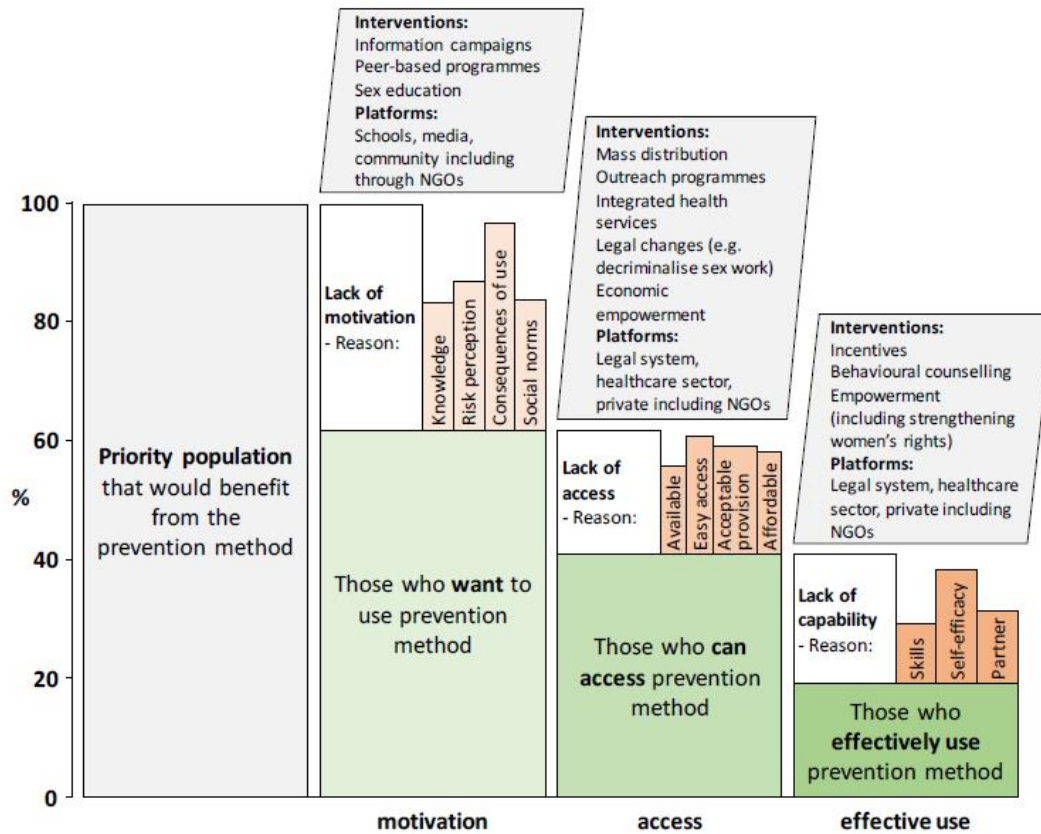 Interventions:
Information campaigns
Peer-based programmes
Sex education
Platforms:
Schools, media,
community including
through NGOs
Interventions:
Mass distribution
Outreach programmes
Integrated health
services
Legal changes (e.g.
decriminalise sex work)
Economic
empowerment
Platforms:
Legal system,
healthcare sector,
private including NGOs
Interventions:
Incentives
Behavioural counselling
Empowerment
(including strengthening
women's rights)
Platforms:
Legal system, healthcare
sector, private including
NGOs
100
80
60
%
40
20
0
Priority population
that would benefit
from the
prevention method
Lack of
motivation
- Reason:
Knowledge
Risk perception
Consequences of use
Social norms
Those who want to
use prevention
method
Lack of
access
- Reason:
Available
Easy access
Acceptable
provision
Affordable
Those who can
access prevention
method
Lack of
capability
- Reason:
Skills
Self-efficacy
Partner
Those who
effectively use
prevention method
motivation
access
effective use